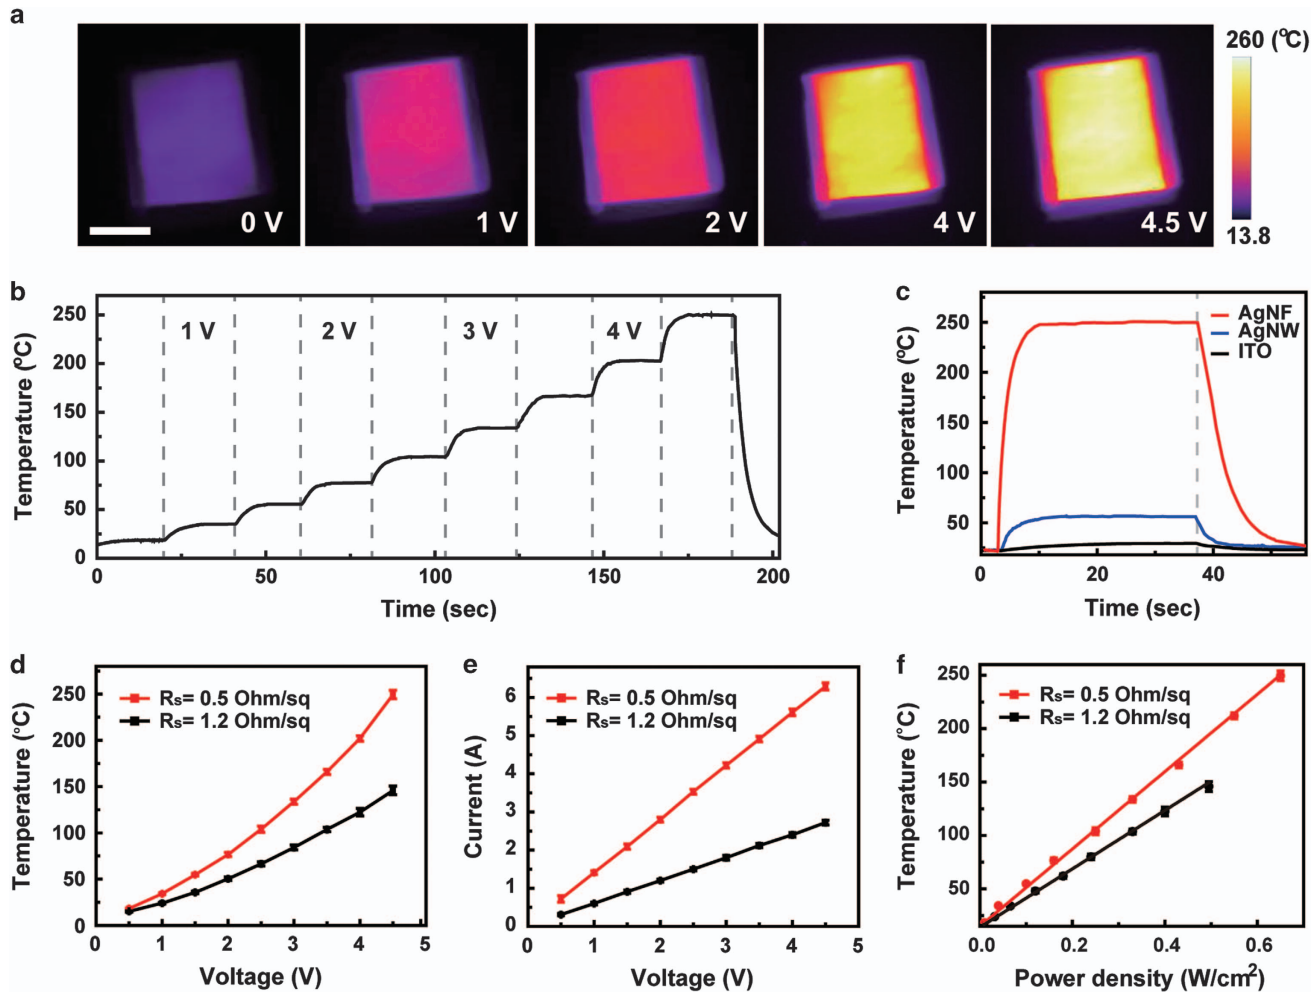 a
0 V
1 V
2 V
4 V
4.5 V
260 (°C)
13.8
b
Temperature (°C)
250
200
150
100
50
0
1 V
2 V
3 V
4 V
0
50
100
150
200
Time (sec)
c
Temperature (°C)
250
200
150
100
50
AgNF
AgNW
ITO
0
20
40
Time (sec)
d
Temperature (°C)
250
200
150
100
50
0
Rs= 0.5 Ohm/sq
Rs= 1.2 Ohm/sq
0
1
2
3
4
5
Voltage (V)
e
Current (A)
6
5
4
3
2
1
0
Rs= 0.5 Ohm/sq
Rs= 1.2 Ohm/sq
0
1
2
3
4
5
Voltage (V)
f
Temperature (°C)
250
200
150
100
50
Rs= 0.5 Ohm/sq
Rs= 1.2 Ohm/sq
0.0
0.2
0.4
0.6
Power density (W/cm²)